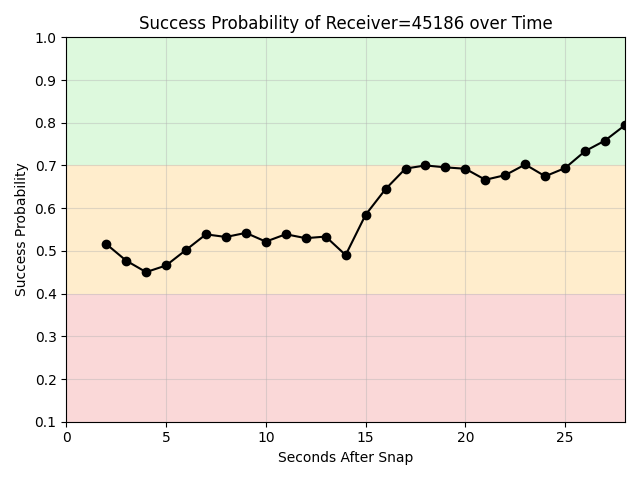 Success Probability of Receiver=45186 over Time
1.0
0.9
0.8
0.7
0.6
0.5
0.4
0.3
0.2
0.1
Success Probability
0 5 10 15 20 25
Seconds After Snap